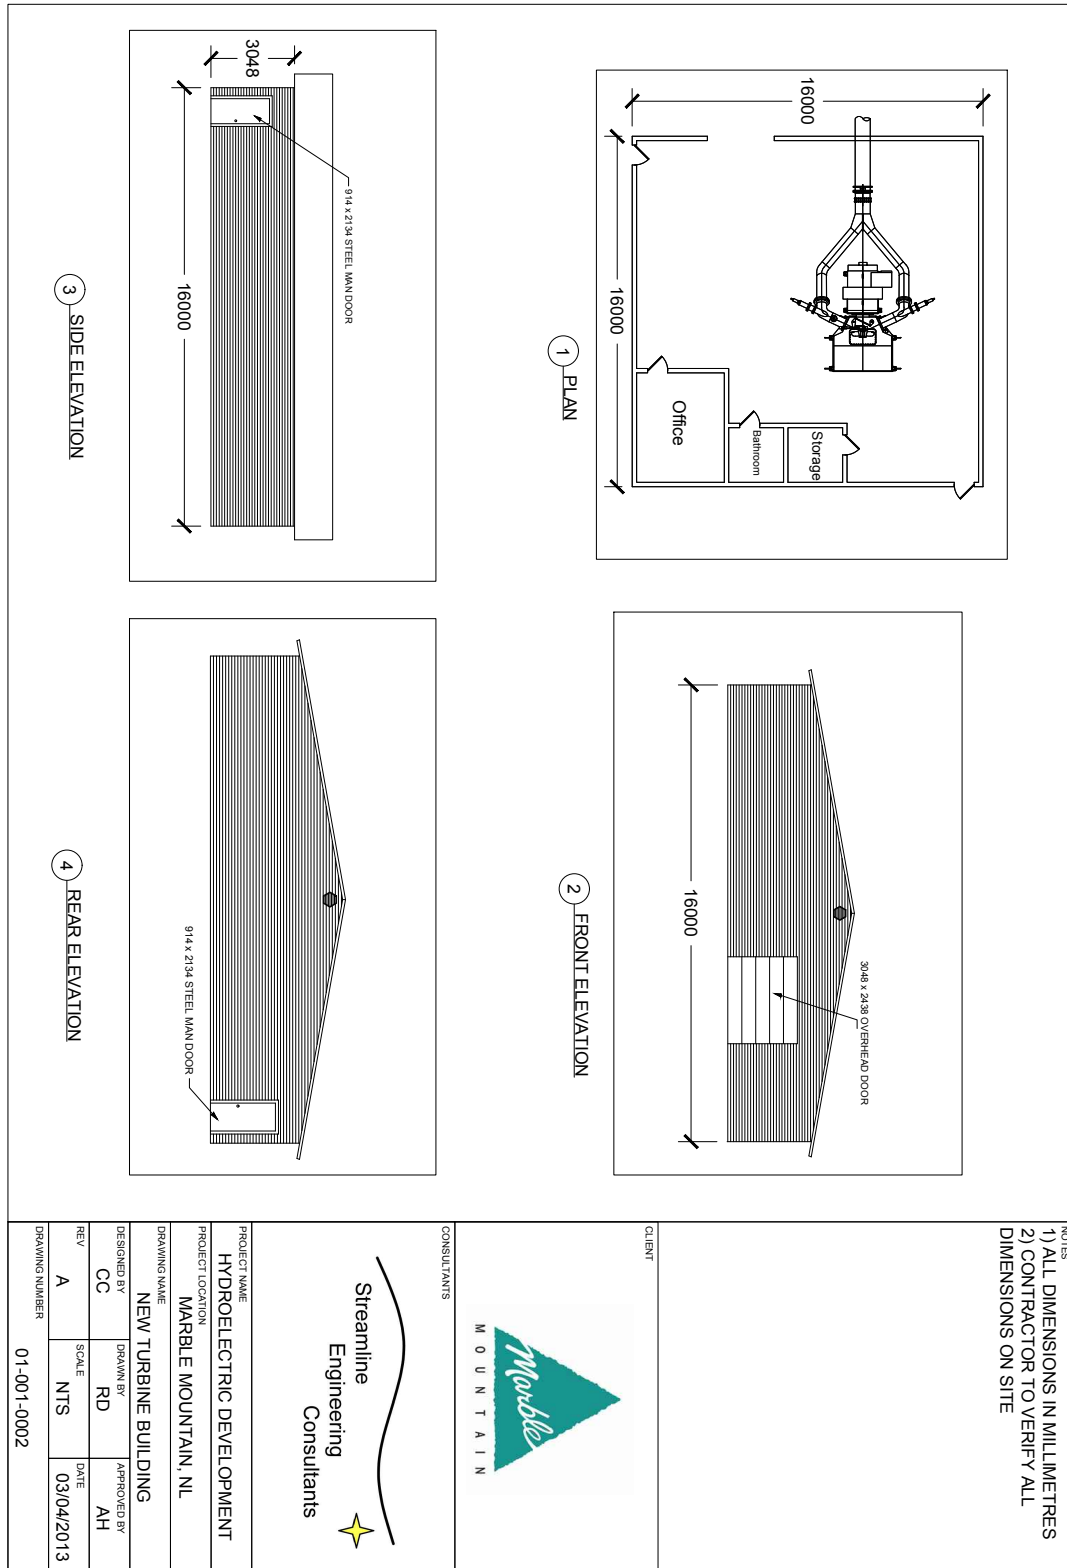 16000
16000
Office
Bathroom
Storage
1
PLAN
16000
3048 x 2438 OVERHEAD DOOR
2
FRONT ELEVATION
3048
16000
914 x 2134 STEEL MAN DOOR
3
SIDE ELEVATION
914 x 2134 STEEL MAN DOOR
4
REAR ELEVATION
NOTES
1) ALL DIMENSIONS IN MILLIMETRES
2) CONTRACTOR TO VERIFY ALL
DIMENSIONS ON SITE
CLIENT
Marble
MOUNTAIN
CONSULTANTS
Streamline
Engineering
Consultants
PROJECT NAME
HYDROELECTRIC DEVELOPMENT
PROJECT LOCATION
MARBLE MOUNTAIN, NL
DRAWING NAME
NEW TURBINE BUILDING
DESIGNED BY
CC
DRAWN BY
RD
APPROVED BY
AH
REV
A
SCALE
NTS
DATE
03/04/2013
DRAWING NUMBER
01-001-0002